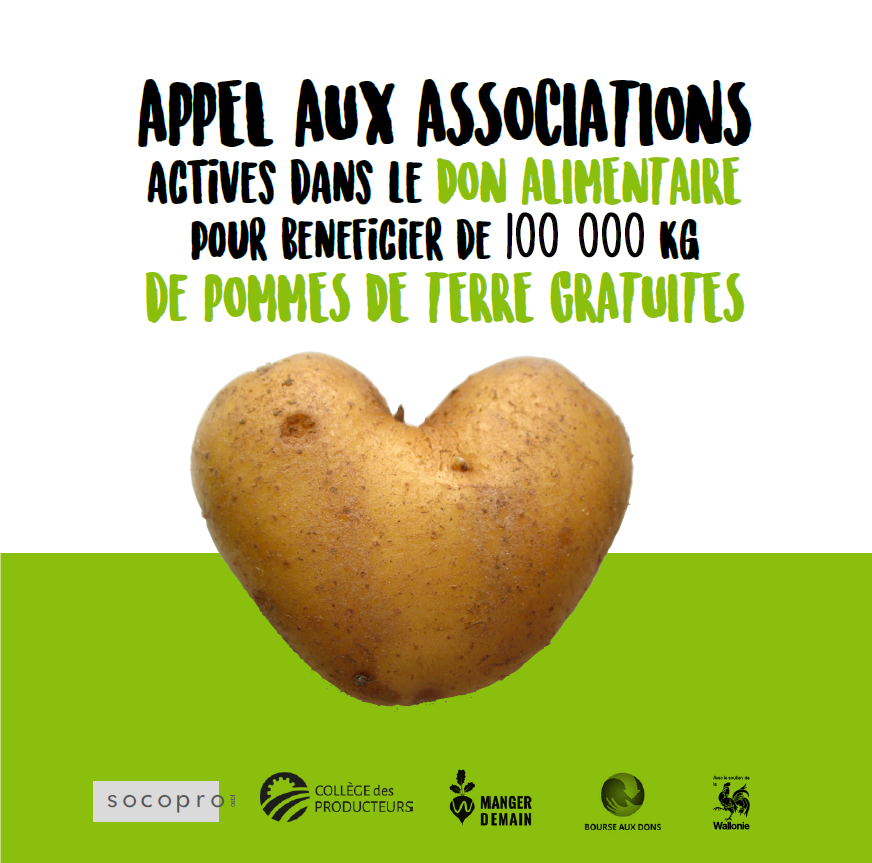 APPEL AUX ASSOCIATIONS
ACTiVES DANS LE DON ALIMENTAIRE
POUR BENEFiCiER DE 100 000 KG
DE POMMES DE TERRE GRATUITES
socopro
asbl
COLLÈGE des
PRODUCTEURS
MANGER
DEMAIN
BOURSE AUX DONS
Avec le soutien de
la
Wallonie